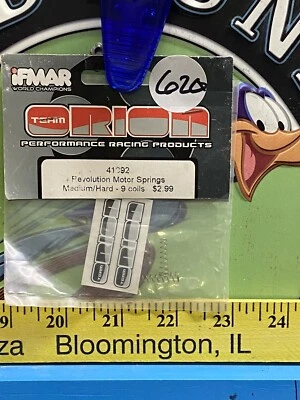 iFMAR
WORLD CHAMPIONS
620
TEAM
ORION
PERFORMANCE RACING PRODUCTS
Revolution Motor Springs
Medium/Hard - 9 coils $2.99
19 20 21 22 23 24
za Bloomington, IL